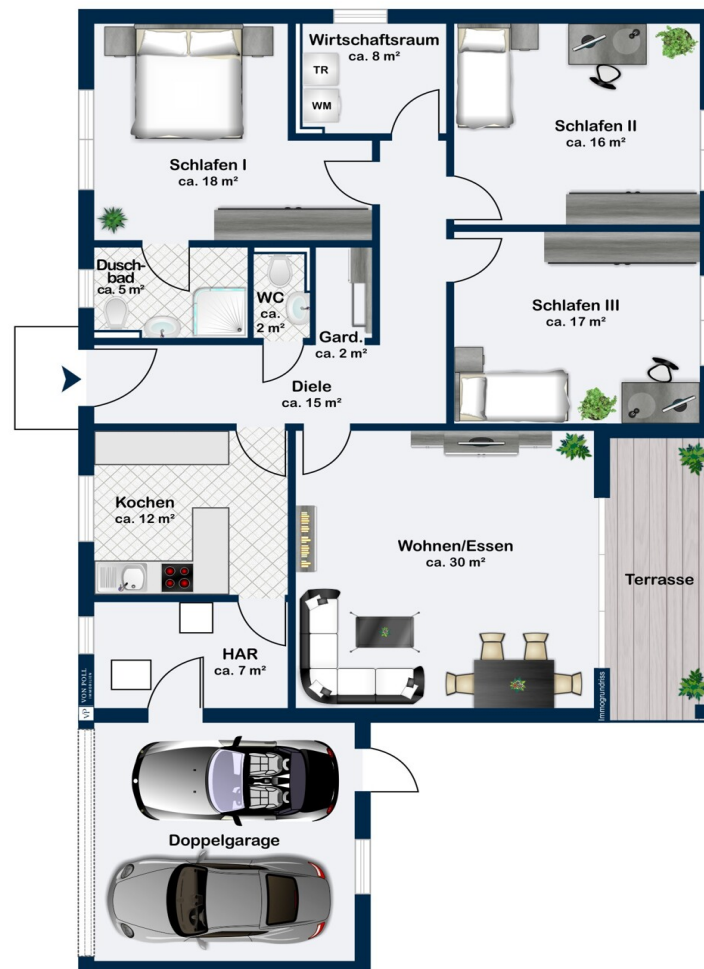 Wirtschaftsraum
ca. 8 m²
TR
WM
Schlafen I
ca. 18 m²
Schlafen II
ca. 16 m²
Dusch-
bad
ca. 5 m²
WC
ca.
2 m²
Gard.
ca. 2 m²
Schlafen III
ca. 17 m²
Diele
ca. 15 m²
Kochen
ca. 12 m²
Wohnen/Essen
ca. 30 m²
Terrasse
HAR
ca. 7 m²
VON POLL
IMMOBILIEN
VP
Immogrundriss
Doppelgarage